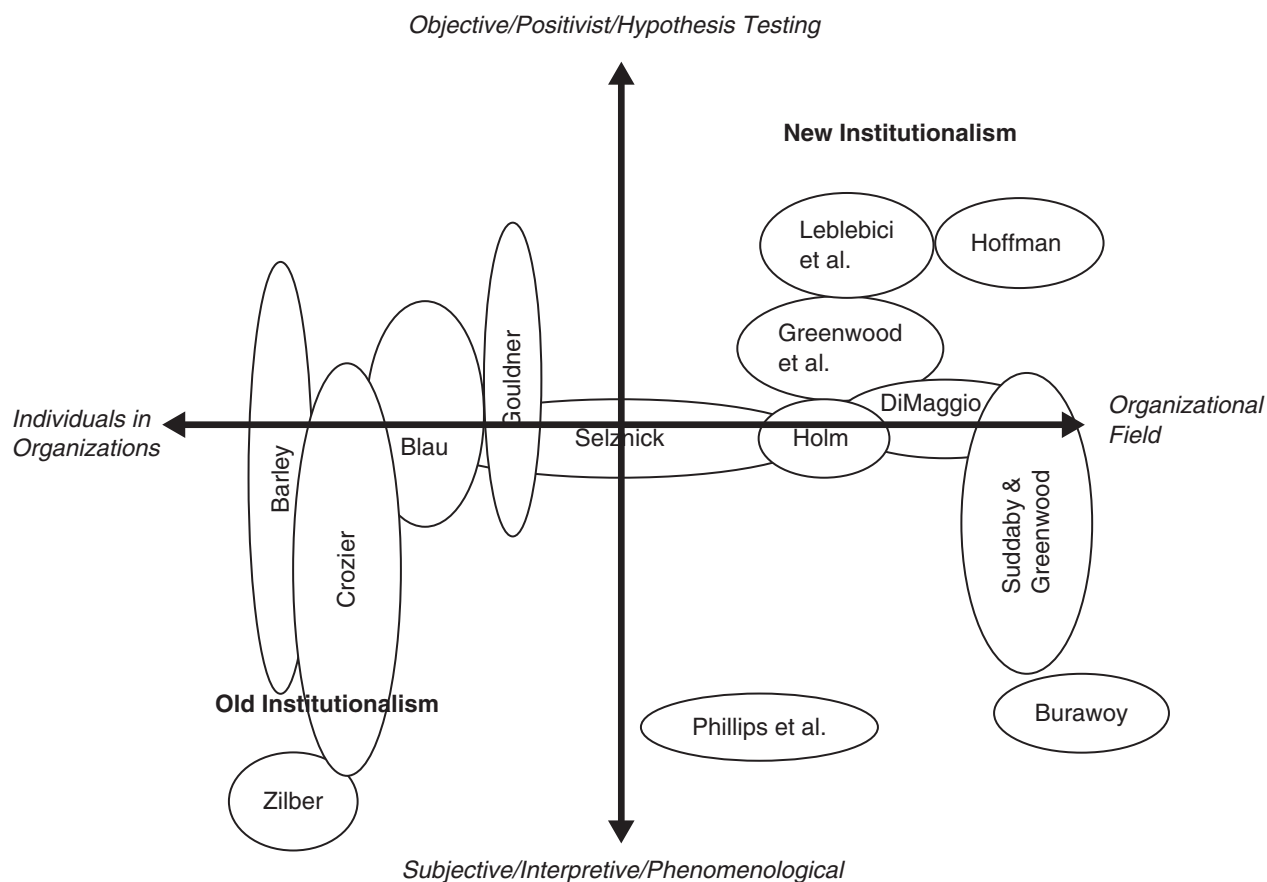 Objective/Positivist/Hypothesis Testing
New Institutionalism
Leblebici
et al.
Hoffman
Greenwood
et al.
Gouldner
DiMaggio
Individuals in
Organizations
Organizational
Field
Barley
Blau
Selznick
Holm
Crozier
Suddaby &
Greenwood
Old Institutionalism
Phillips et al.
Burawoy
Zilber
Subjective/Interpretive/Phenomenological